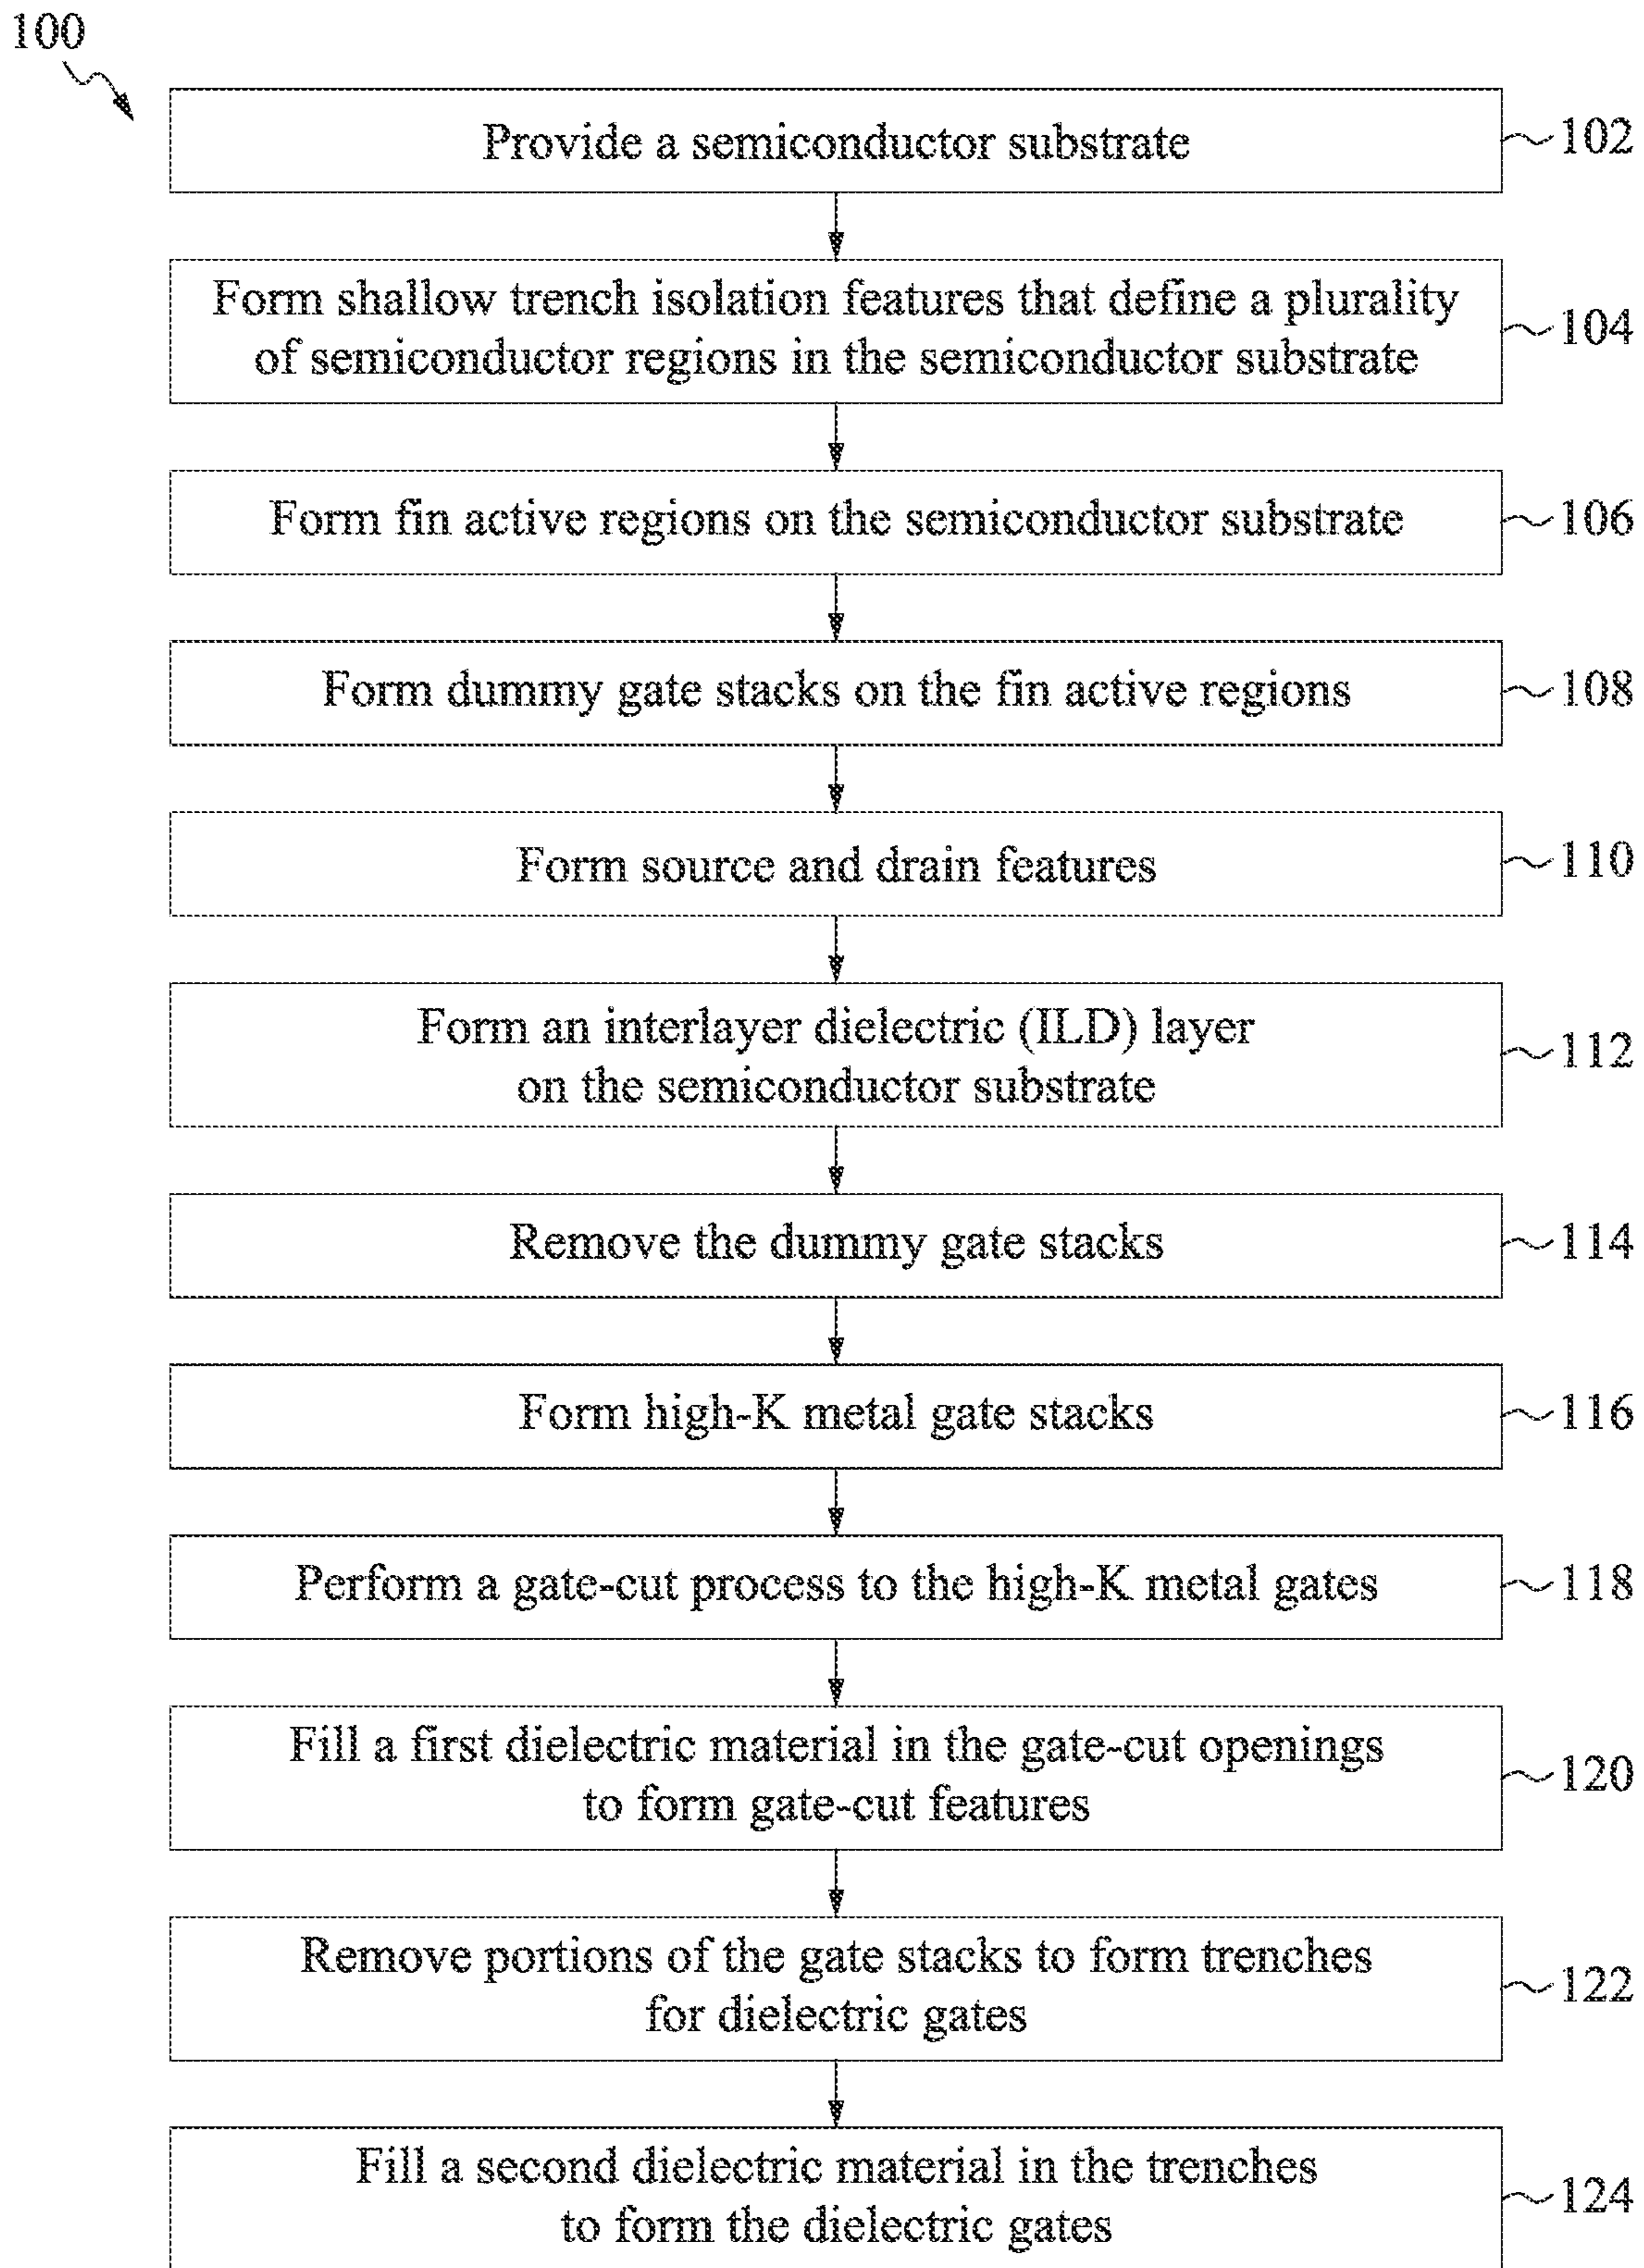 100
Provide a semiconductor substrate
102
Form shallow trench isolation features that define a plurality
of semiconductor regions in the semiconductor substrate
104
Form fin active regions on the semiconductor substrate
106
Form dummy gate stacks on the fin active regions
108
Form source and drain features
110
Form an interlayer dielectric (ILD) layer
on the semiconductor substrate
112
Remove the dummy gate stacks
114
Form high-K metal gate stacks
116
Perform a gate-cut process to the high-K metal gates
118
Fill a first dielectric material in the gate-cut openings
to form gate-cut features
120
Remove portions of the gate stacks to form trenches
for dielectric gates
122
Fill a second dielectric material in the trenches
to form the dielectric gates
124